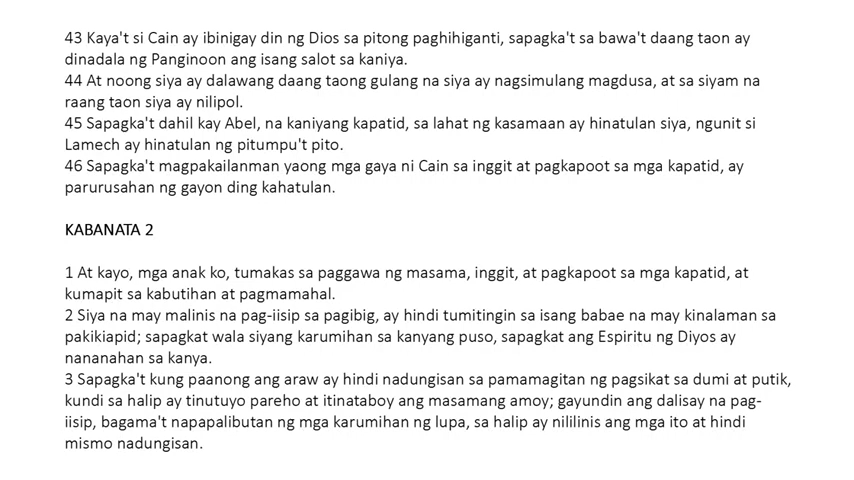 43 Kaya't si Cain ay ibinigay din ng Dios sa pitong paghihiganti, sapagka't sa bawa't daang taon ay
dinadala ng Panginoon ang isang salot sa kaniya.
44 At noong siya ay dalawang daang taong gulang na siya ay nagsimulang magdusa, at sa siyam na
raang taon siya ay nilipol.
45 Sapagka't dahil kay Abel, na kaniyang kapatid, sa lahat ng kasamaan ay hinatulan siya, ngunit si
Lamech ay hinatulan ng pitumpu't pito.
46 Sapagka't magpakailanman yaong mga gaya ni Cain sa inggit at pagkapoot sa mga kapatid, ay
parurusahan ng gayon ding kahatulan.
KABANATA 2
1 At kayo, mga anak ko, tumakas sa paggawa ng masama, inggit, at pagkapoot sa mga kapatid, at
kumapit sa kabutihan at pagmamahal.
2 Siya na may malinis na pag-iisip sa pagibig, ay hindi tumitingin sa isang babae na may kinalaman sa
pakikiapid; sapagkat wala siyang karumihan sa kanyang puso, sapagkat ang Espiritu ng Diyos ay
nananahan sa kanya.
3 Sapagka't kung paanong ang araw ay hindi nadungisan sa pamamagitan ng pagsikat sa dumi at putik,
kundi sa halip ay tinutuyo pareho at itinataboy ang masamang amoy; gayundin ang dalisay na pag-
iisip, bagama't napapalibutan ng mga karumihan ng lupa, sa halip ay nililinis ang mga ito at hindi
mismo nadungisan.